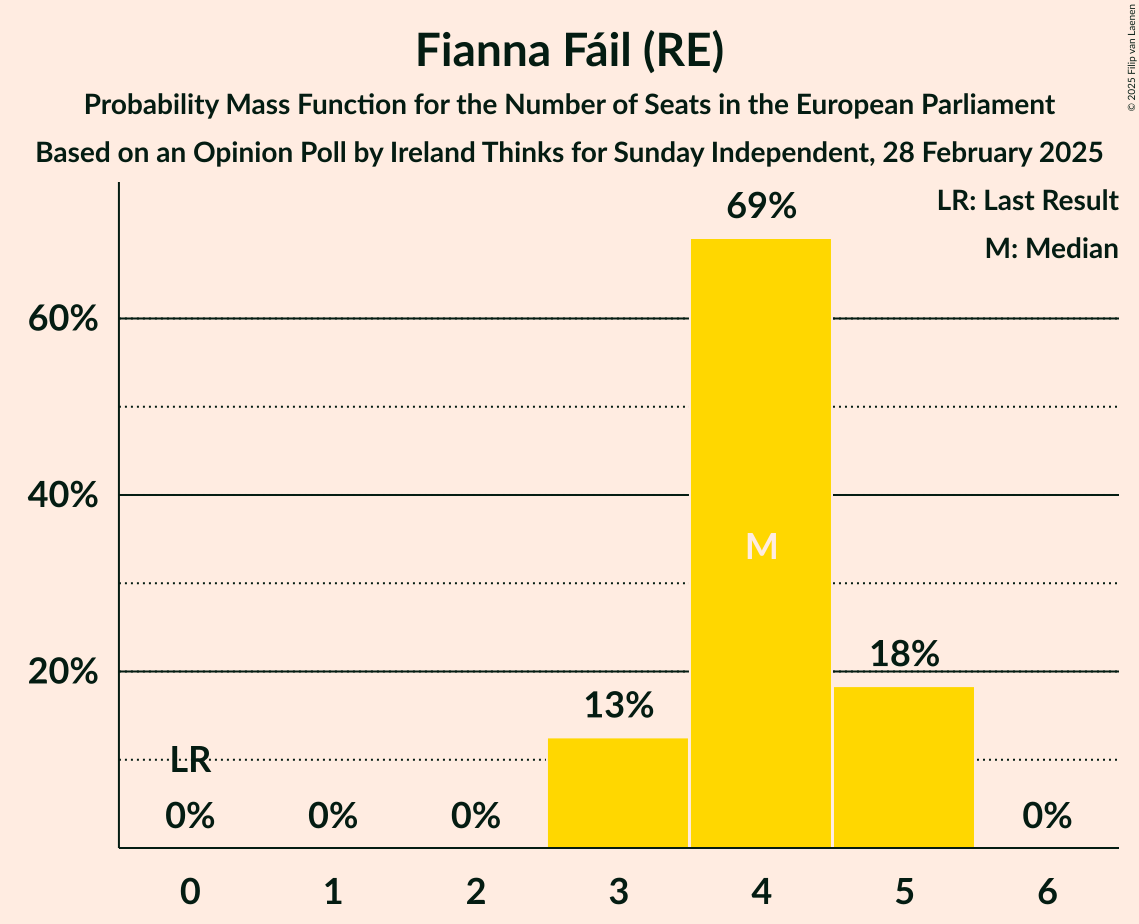 Fianna Fáil (RE)
Probability Mass Function for the Number of Seats in the European Parliament
Based on an Opinion Poll by Ireland Thinks for Sunday Independent, 28 February 2025
© 2025 Filip van Laenen
LR: Last Result
M: Median
69%
60%
40%
M
20%
18%
13%
LR
0%
0%
0%
0%
0
1
2
3
4
5
6